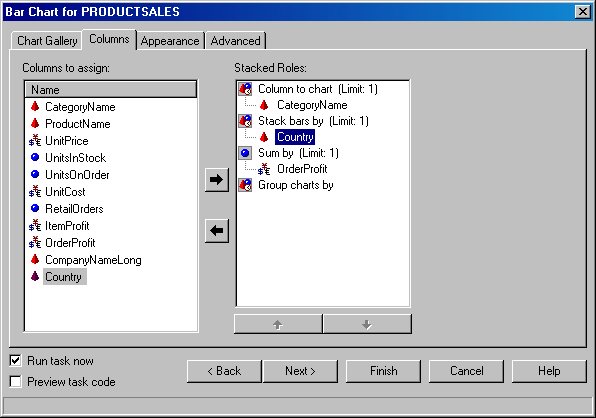 Bar Chart for PRODUCTSALES
Chart Gallery Columns Appearance Advanced
Columns to assign:
Name
CategoryName
ProductName
UnitPrice
UnitsInStock
UnitsOnOrder
UnitCost
RetailOrders
ItemProfit
OrderProfit
CompanyNameLong
Country
Stacked Roles:
Column to chart (Limit: 1)
CategoryName
Stack bars by (Limit: 1)
Country
Sum by (Limit: 1)
OrderProfit
Group charts by
Run task now
Preview task code
< Back Next > Finish Cancel Help